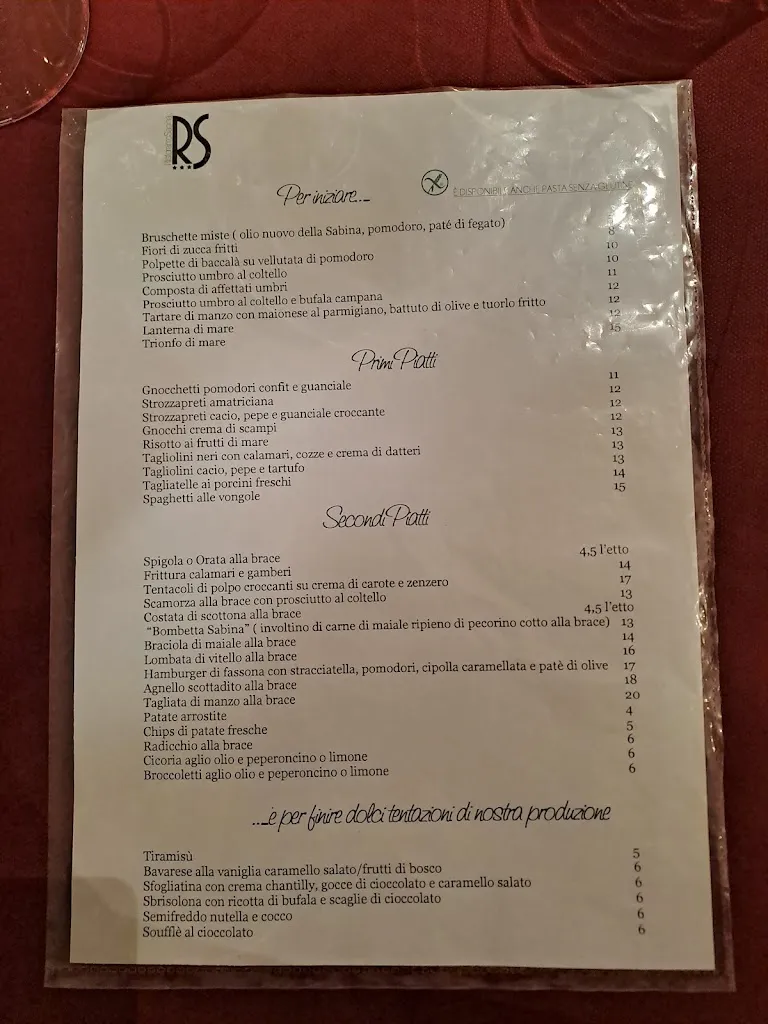 RS
Per iniziare...
È DISPONIBILE ANCHE PASTA SENZA GLUTINE
Bruschette miste ( olio nuovo della Sabina, pomodoro, paté di fegato)
Fiori di zucca fritti 8
Polpette di baccalà su vellutata di pomodoro 10
Prosciutto umbro al coltello 10
Composta di affettati umbri 11
Prosciutto umbro al coltello e bufala campana 12
Tartare di manzo con maionese al parmigiano, battuto di olive e tuorlo fritto 12
Lanterna di mare 12
Trionfo di mare 15
Primi Piatti
Gnocchetti pomodori confit e guanciale 11
Strozzapreti amatriciana 12
Strozzapreti cacio, pepe e guanciale croccante 12
Gnocchi crema di scampi 12
Risotto ai frutti di mare 13
Tagliolini neri con calamari, cozze e crema di datteri 13
Tagliolini cacio, pepe e tartufo 13
Tagliatelle ai porcini freschi 14
Spaghetti alle vongole 15
Secondi Piatti
Spigola o Orata alla brace 4,5 l'etto
Frittura calamari e gamberi 14
Tentacoli di polpo croccanti su crema di carote e zenzero 17
Scamorza alla brace con prosciutto al coltello 13
Costata di scottona alla brace 4,5 l'etto
"Bombetta Sabina" ( involtino di carne di maiale ripieno di pecorino cotto alla brace) 13
Braciola di maiale alla brace 14
Lombata di vitello alla brace 16
Hamburger di fassona con stracciatella, pomodori, cipolla caramellata e patè di olive 17
Agnello scottadito alla brace 18
Tagliata di manzo alla brace 20
Patate arrostite 4
Chips di patate fresche 5
Radicchio alla brace 6
Cicoria aglio olio e peperoncino o limone 6
Broccoletti aglio olio e peperoncino o limone 6
...e per finire dolci tentazioni di nostra produzione
Tiramisù 5
Bavarese alla vaniglia caramello salato/frutti di bosco 6
Sfogliatina con crema chantilly, gocce di cioccolato e caramello salato 6
Sbrisolona con ricotta di bufala e scaglie di cioccolato 6
Semifreddo nutella e cocco 6
Soufflè al cioccolato 6